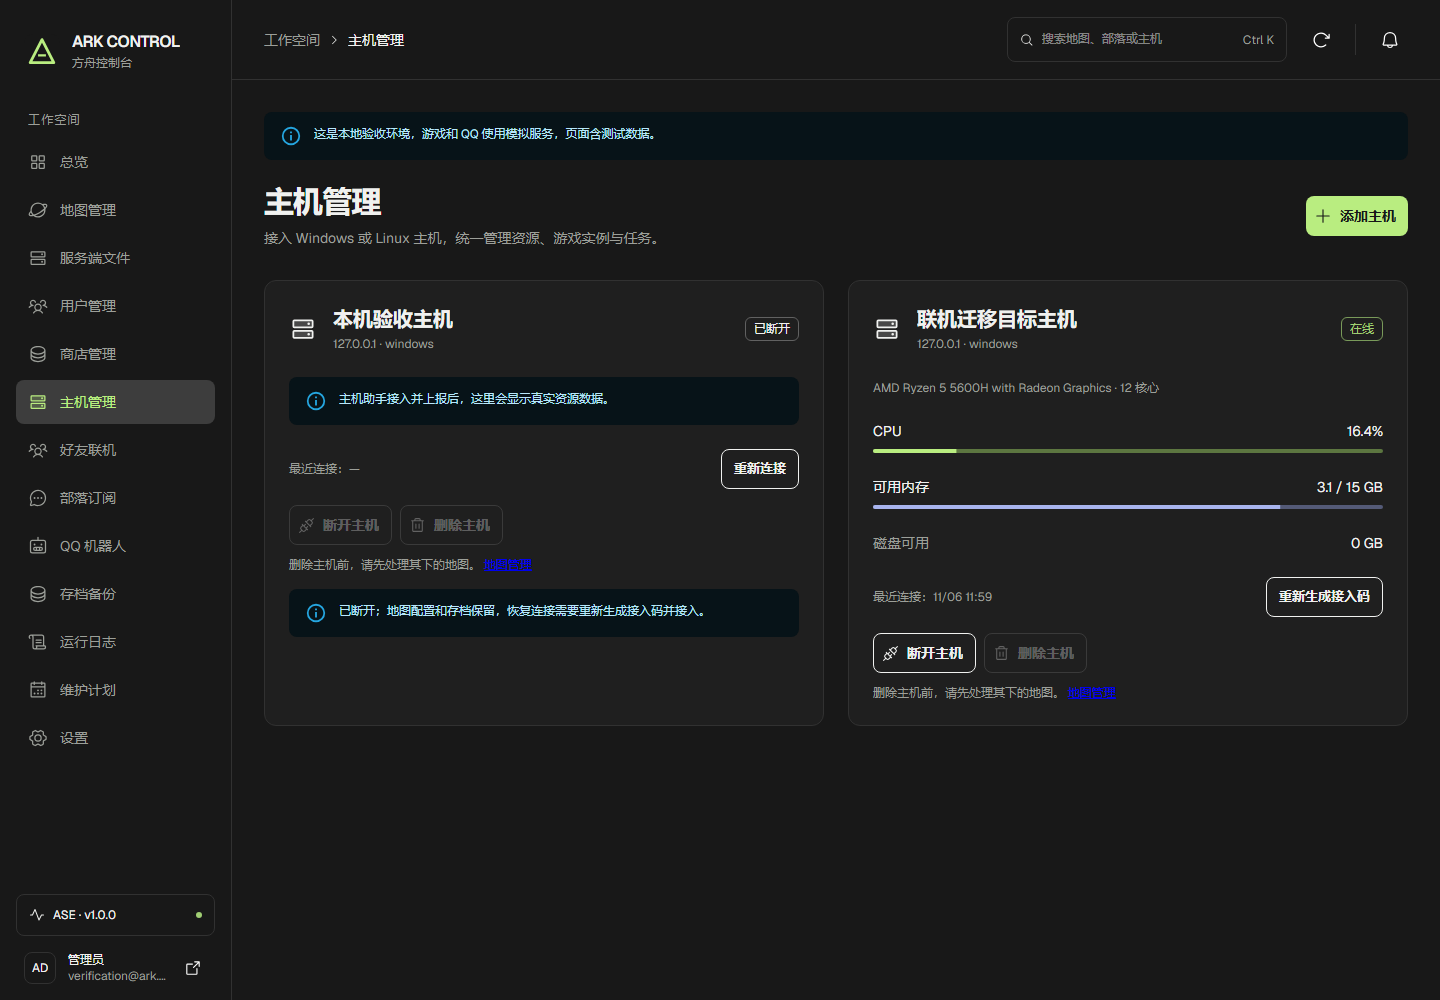 ARK CONTROL
方舟控制台
工作空间
总览
地图管理
服务端文件
用户管理
商店管理
主机管理
好友联机
部落订阅
QQ 机器人
存档备份
运行日志
维护计划
设置
ASE · v1.0.0
AD
管理员
verification@ark....
工作空间 > 主机管理
搜索地图、部落或主机
Ctrl K
这是本地验收环境，游戏和 QQ 使用模拟服务，页面含测试数据。
主机管理
接入 Windows 或 Linux 主机，统一管理资源、游戏实例与任务。
添加主机
本机验收主机
127.0.0.1 · windows
已断开
主机助手接入并上报后，这里会显示真实资源数据。
最近连接：—
重新连接
断开主机
删除主机
删除主机前，请先处理其下的地图。 地图管理
已断开；地图配置和存档保留，恢复连接需要重新生成接入码并接入。
联机迁移目标主机
127.0.0.1 · windows
在线
AMD Ryzen 5 5600H with Radeon Graphics · 12 核心
CPU
16.4%
可用内存
3.1 / 15 GB
磁盘可用
0 GB
最近连接：11/06 11:59
重新生成接入码
断开主机
删除主机
删除主机前，请先处理其下的地图。 地图管理